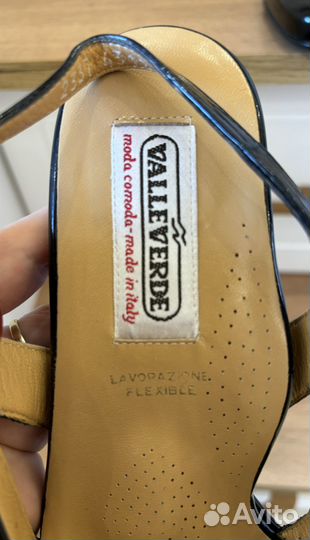 VALLEVERDE
moda comoda-made in italy
LAVORAZIONE
FLEXIBLE
Avito